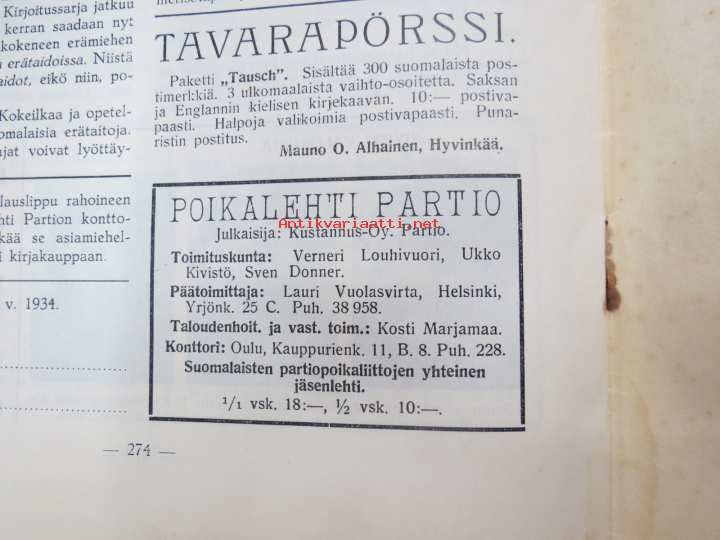 Kirjoitussarja jatkuu
kerran saadaan nyt
kokeneen erämiehen
erätaidoissa. Niistä
aidot, eikö niin, po-
Kokeilkaa ja opetel-
omalaisia erätaitoja.
jat voivat lyöttäy-
lauslippu rahoineen
hti Partion kontto-
kää se asiamiehel-
i kirjakauppaan.
v. 1934.
TAVARAPÖRSSI.
Paketti „Tausch”. Sisältää 300 suomalaista pos-
timerkkiä. 3 ulkomaalaista vaihto-osoitetta. Saksan
ja Englannin kielisen kirjekaavan. 10:— postiva-
paasti. Halpoja valikoimia postivapaasti. Puna-
ristin postitus.
Mauno O. Alhainen, Hyvinkää.
POIKALEHTI PARTIO
Antikvariaatti.net
Julkaisija: Kustannus-Oy. Partio.
Toimituskunta: Verneri Louhivuori, Ukko
Kivistö, Sven Donner.
Päätoimittaja: Lauri Vuolasvirta, Helsinki,
Yrjönk. 25 C. Puh. 38 958.
Taloudenhoit. ja vast. toim.: Kosti Marjamaa.
Konttori: Oulu, Kauppurienk. 11, B. 8. Puh. 228.
Suomalaisten partiopoikaliittojen yhteinen
jäsenlehti.
¹/₁ vsk. 18:—, ½ vsk. 10:—.
— 274 —